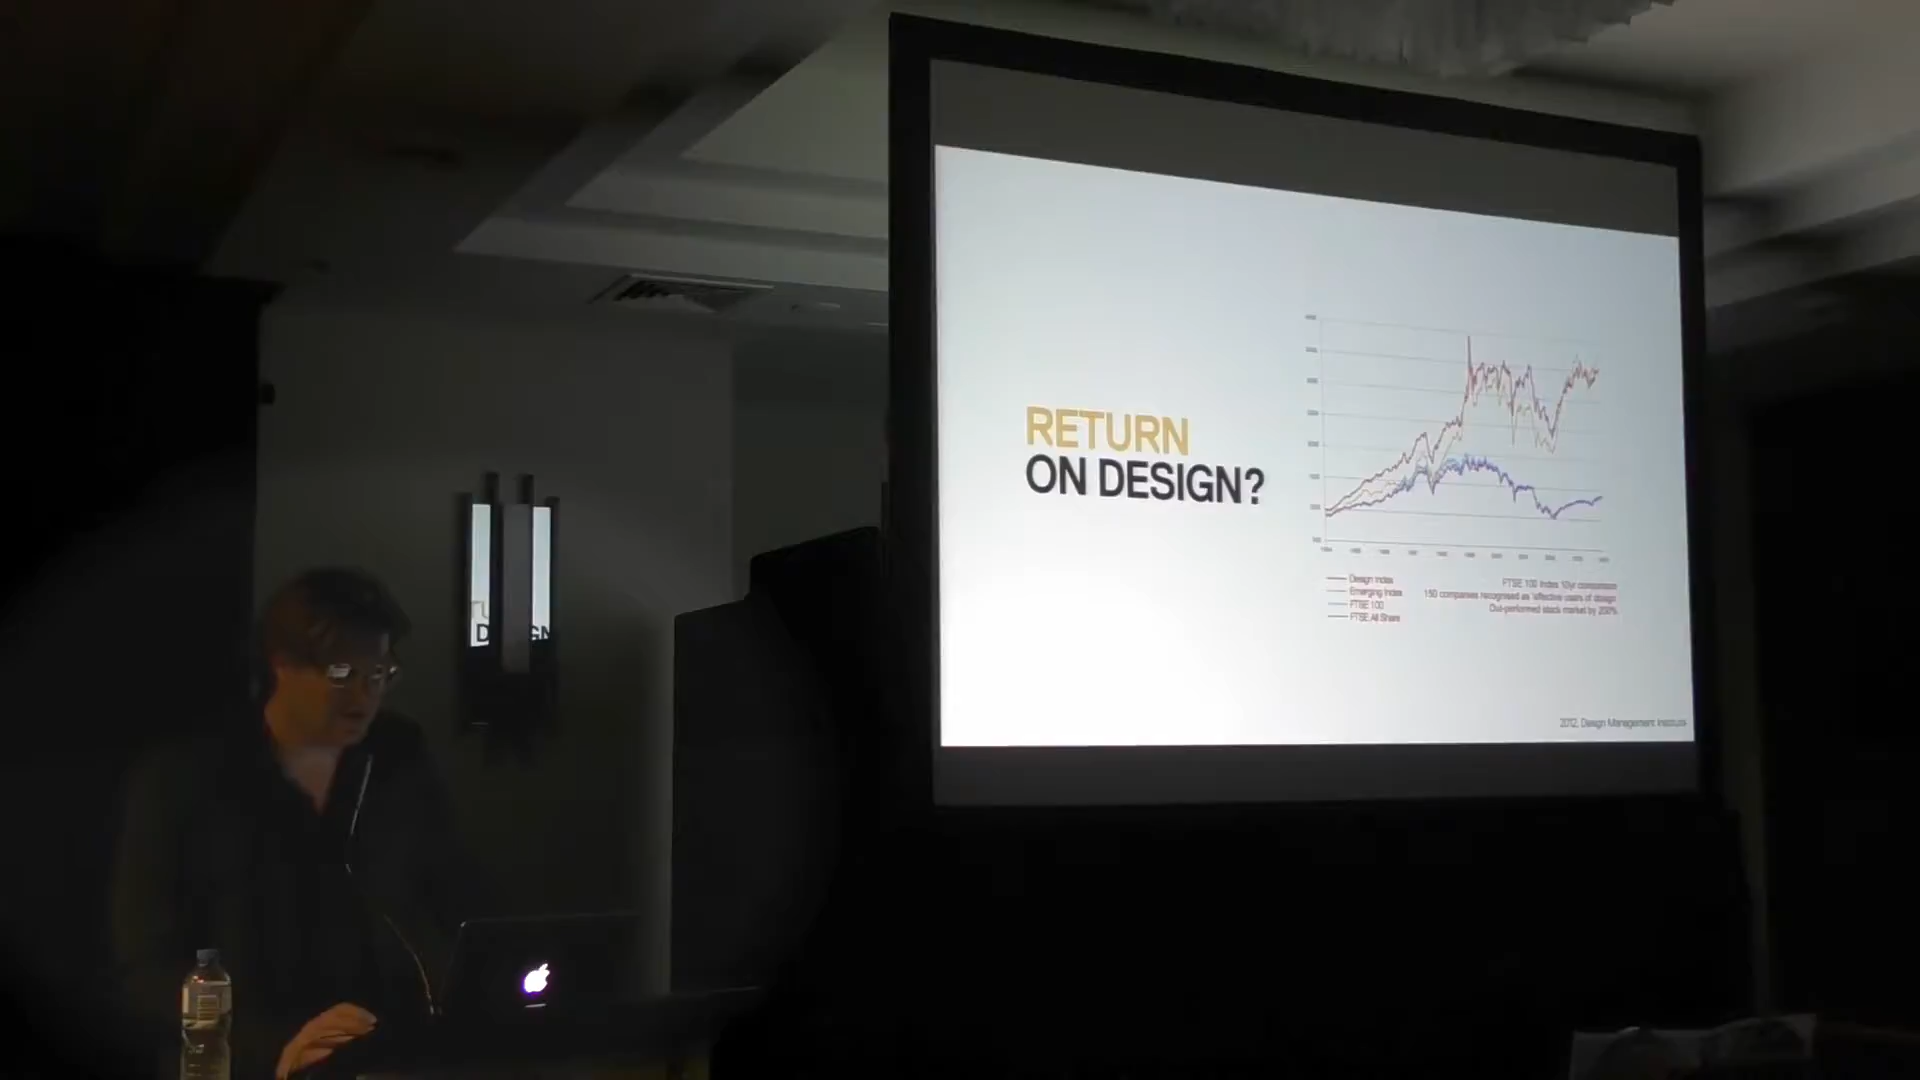 RETURN
ON DESIGN?
Design Index
Emerging Index
FTSE 100
FTSE All Share
FTSE 100 Index 10yr comparison
150 companies recognised as 'effective users of design'
Out-performed stock market by 200%
2012, Design Management Institute